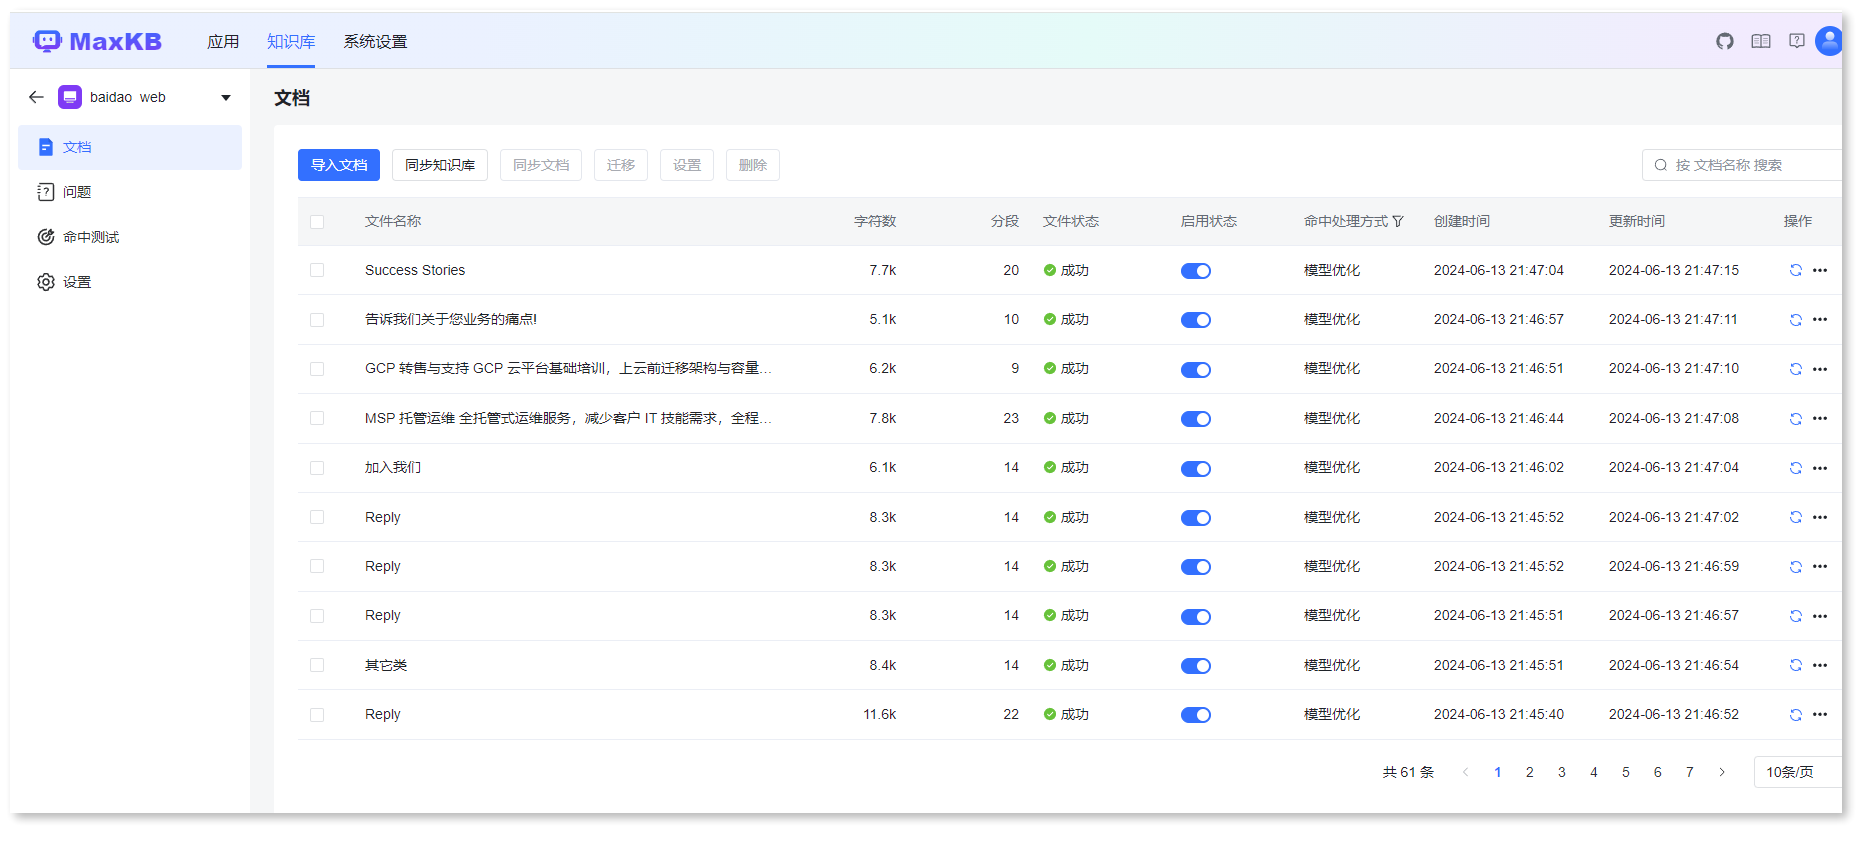 MaxKB 应用 知识库 系统设置
baidao web
文档
文档
问题
命中测试
设置
导入文档 同步知识库 同步文档 迁移 设置 删除 按 文档名称 搜索
文件名称 字符数 分段 文件状态 启用状态 命中处理方式 创建时间 更新时间 操作
Success Stories 7.7k 20 成功 模型优化 2024-06-13 21:47:04 2024-06-13 21:47:15
告诉我们关于您业务的痛点! 5.1k 10 成功 模型优化 2024-06-13 21:46:57 2024-06-13 21:47:11
GCP 转售与支持 GCP 云平台基础培训，上云前迁移架构与容量... 6.2k 9 成功 模型优化 2024-06-13 21:46:51 2024-06-13 21:47:10
MSP 托管运维 全托管式运维服务，减少客户 IT 技能需求，全程... 7.8k 23 成功 模型优化 2024-06-13 21:46:44 2024-06-13 21:47:08
加入我们 6.1k 14 成功 模型优化 2024-06-13 21:46:02 2024-06-13 21:47:04
Reply 8.3k 14 成功 模型优化 2024-06-13 21:45:52 2024-06-13 21:47:02
Reply 8.3k 14 成功 模型优化 2024-06-13 21:45:52 2024-06-13 21:46:59
Reply 8.3k 14 成功 模型优化 2024-06-13 21:45:51 2024-06-13 21:46:57
其它类 8.4k 14 成功 模型优化 2024-06-13 21:45:51 2024-06-13 21:46:54
Reply 11.6k 22 成功 模型优化 2024-06-13 21:45:40 2024-06-13 21:46:52
共 61 条 1 2 3 4 5 6 7 10条/页